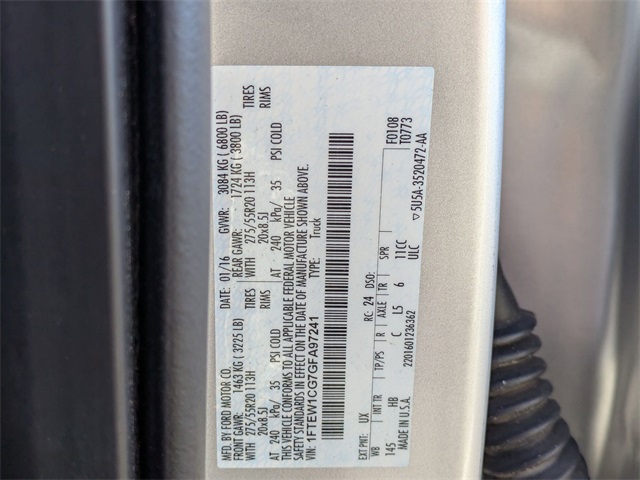 MFD. BY FORD MOTOR CO.
DATE: 01/16 GVWR: 3084 KG ( 6800 LB)
FRONT GAWR: 1463 KG ( 3225 LB)
REAR GAWR: 1724 KG ( 3800 LB)
WITH 275/55R20 113H TIRES
WITH 275/55R20 113H TIRES
20x8.5J RIMS
20x8.5J RIMS
AT 240 kPa/ 35 PSI COLD
AT 240 kPa/ 35 PSI COLD
THIS VEHICLE CONFORMS TO ALL APPLICABLE FEDERAL MOTOR VEHICLE
SAFETY STANDARDS IN EFFECT ON THE DATE OF MANUFACTURE SHOWN ABOVE.
VIN: 1FTEW1CG7GFA97241
TYPE: Truck
F0108
T0773
EXT PNT: UX RC: 24 DSO:
WB INT TR TP/PS R AXLE TR SPR
145 HB C L5 6 11CC
ULC
MADE IN U.S.A.
2201601236362
▽5U5A-3520472-AA